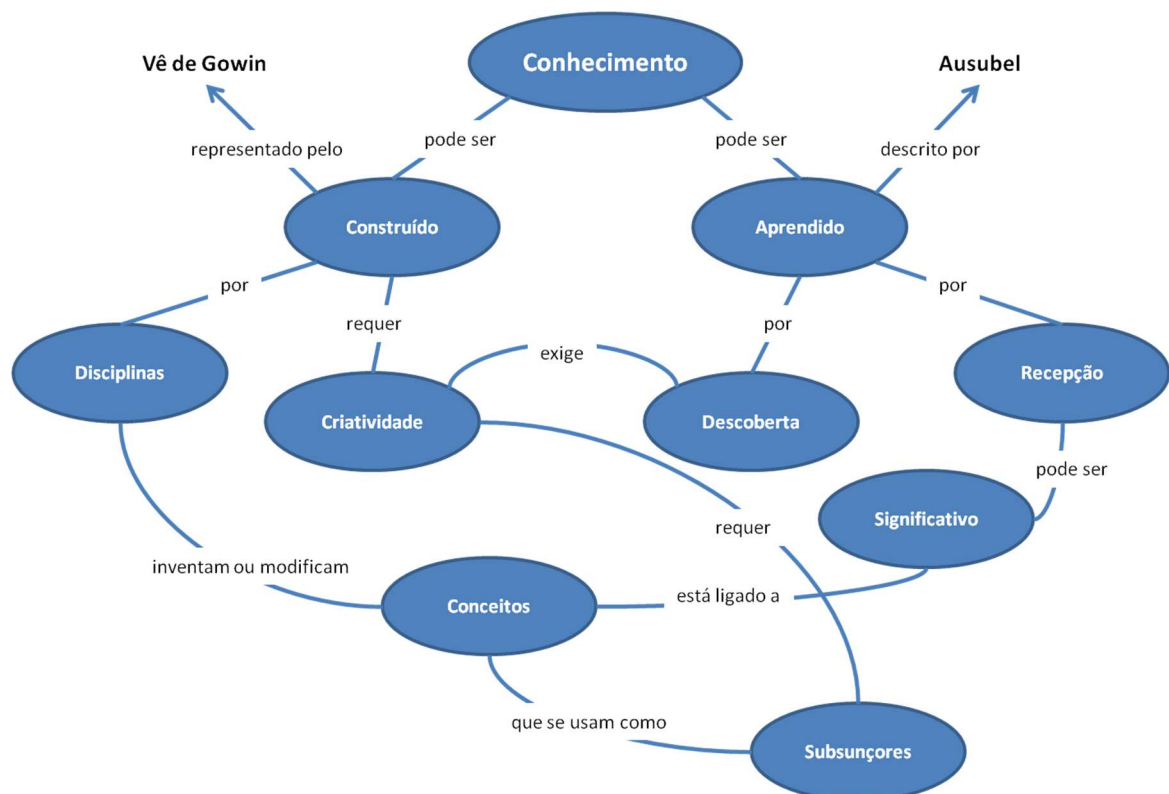 Conhecimento
Vê de Gowin
Ausubel
pode ser
pode ser
representado pelo
descrito por
Construído
Aprendido
por
requer
por
por
exige
Disciplinas
Criatividade
Descoberta
Recepção
pode ser
Significativo
requer
inventam ou modificam
está ligado a
Conceitos
que se usam como
Subsunçores